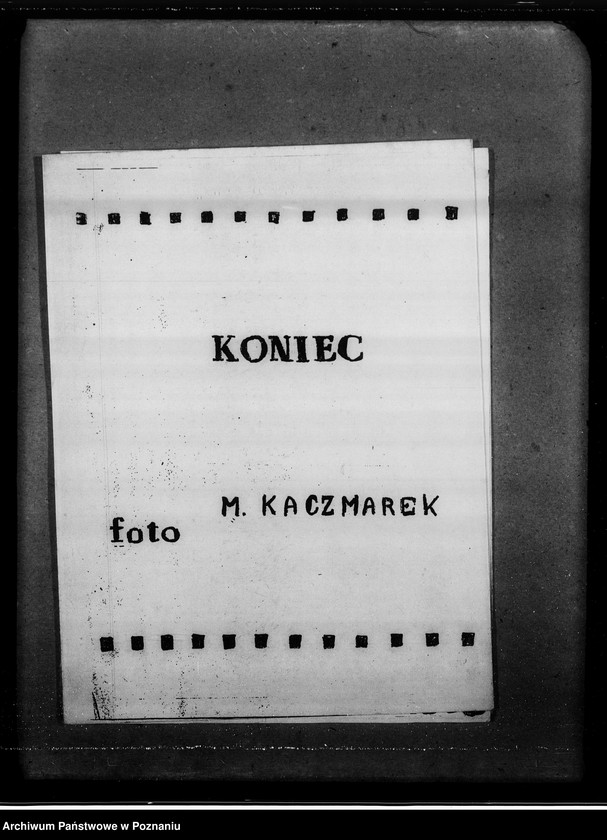 KONIEC
M. KACZMAREK
foto
Archiwum Państwowe w Poznaniu